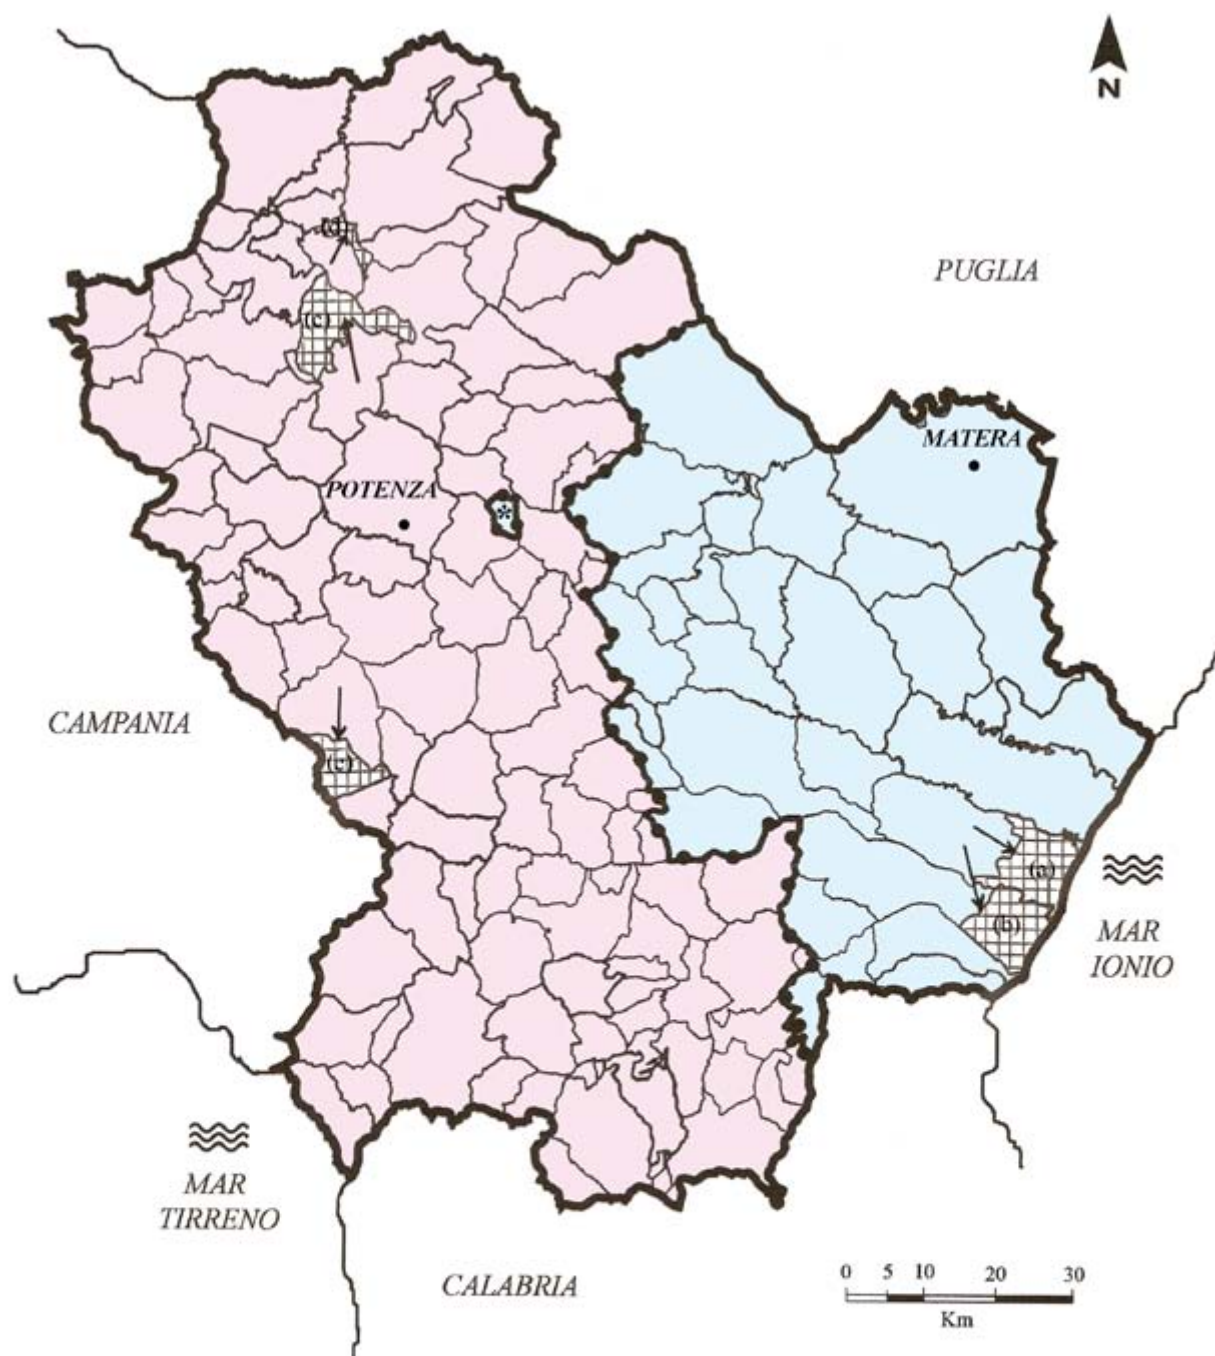 N
(d)
PUGLIA
(c)
MATERA
POTENZA
*
CAMPANIA
(e)
(a)
(b)
MAR
IONIO
MAR
TIRRENO
CALABRIA
0 5 10 20 30
Km